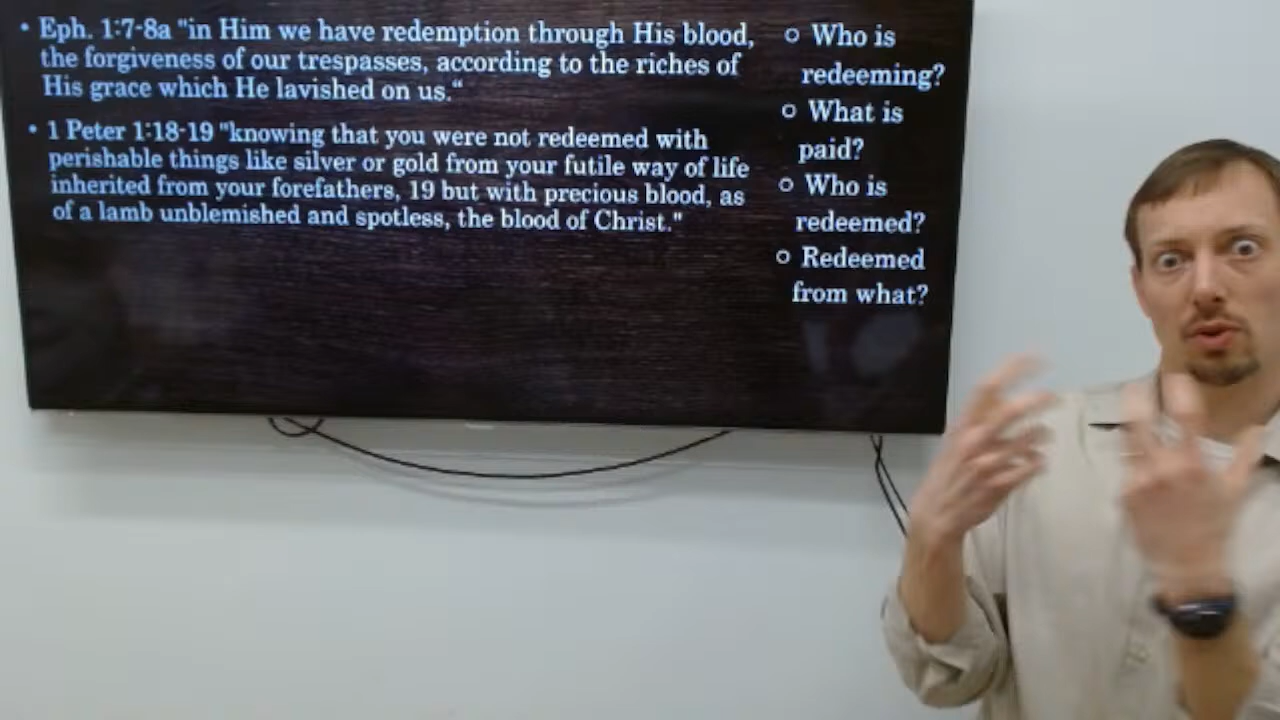 • Eph. 1:7-8a "in Him we have redemption through His blood,
the forgiveness of our trespasses, according to the riches of
His grace which He lavished on us.“
• 1 Peter 1:18-19 "knowing that you were not redeemed with
perishable things like silver or gold from your futile way of life
inherited from your forefathers, 19 but with precious blood, as
of a lamb unblemished and spotless, the blood of Christ."
○ Who is
redeeming?
○ What is
paid?
○ Who is
redeemed?
○ Redeemed
from what?